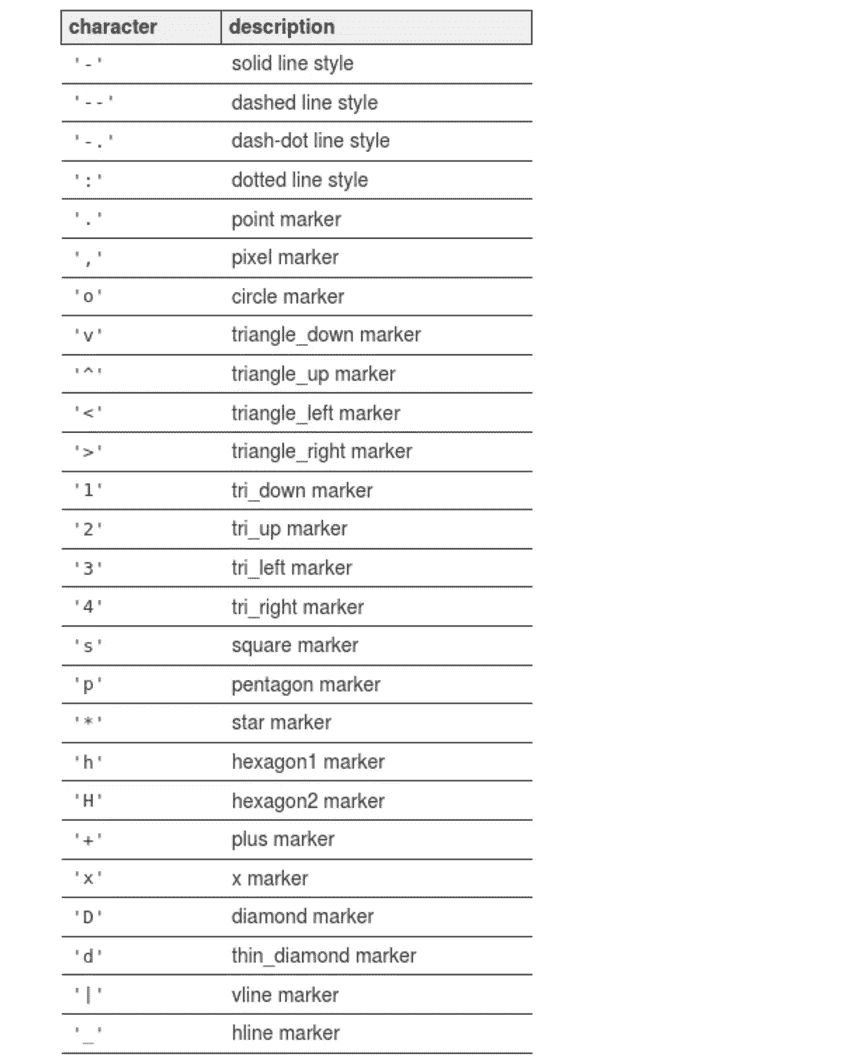 character description
'-' solid line style
'--' dashed line style
'-.' dash-dot line style
':' dotted line style
'.' point marker
',' pixel marker
'o' circle marker
'v' triangle_down marker
'^' triangle_up marker
'<' triangle_left marker
'>' triangle_right marker
'1' tri_down marker
'2' tri_up marker
'3' tri_left marker
'4' tri_right marker
's' square marker
'p' pentagon marker
'*' star marker
'h' hexagon1 marker
'H' hexagon2 marker
'+' plus marker
'x' x marker
'D' diamond marker
'd' thin_diamond marker
'|' vline marker
'_' hline marker